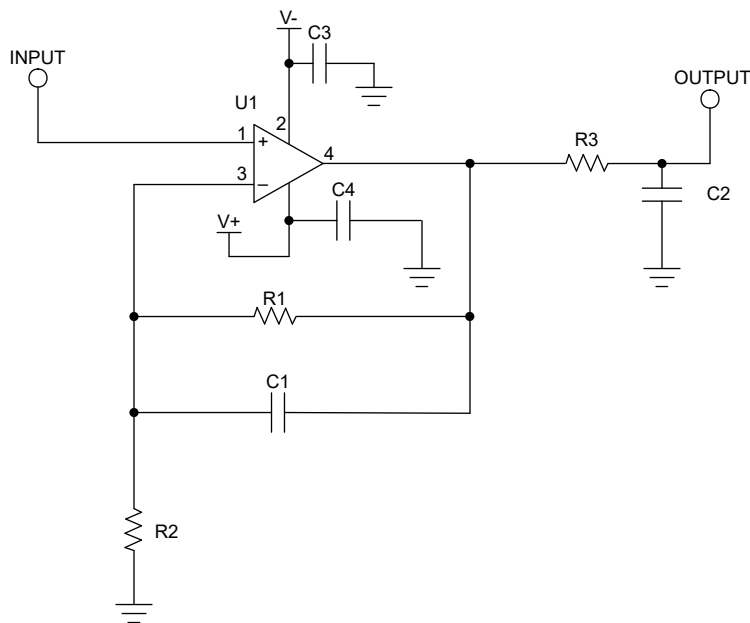 V-
C3
INPUT
OUTPUT
U1
2
1
+
4
R3
3
−
C2
V+
C4
R1
C1
R2